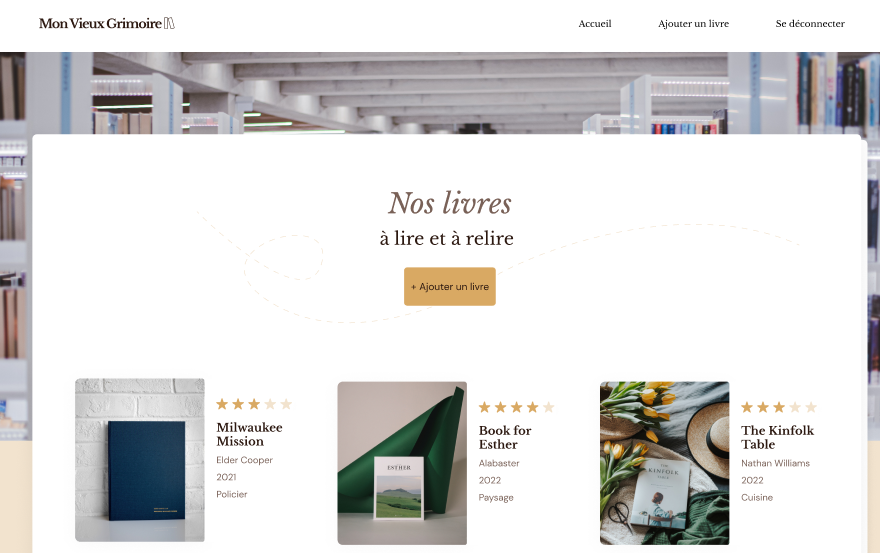 Mon Vieux Grimoire
Accueil
Ajouter un livre
Se déconnecter
Nos livres
à lire et à relire
+ Ajouter un livre
Milwaukee
Mission
Elder Cooper
2021
Policier
ESTHER
Book for
Esther
Alabaster
2022
Paysage
THE
KINFOLK
TABLE
The Kinfolk
Table
Nathan Williams
2022
Cuisine